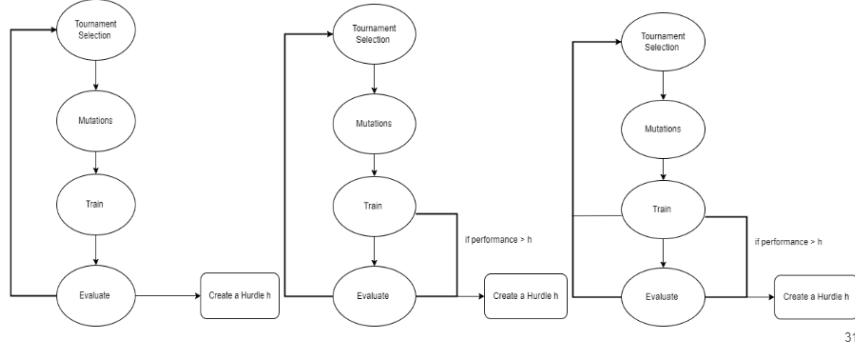 Tournament
Selection
Mutations
Train
Evaluate
Create a Hurdle h
Tournament
Selection
Mutations
Train
if performance > h
Evaluate
Create a Hurdle h
Tournament
Selection
Mutations
Train
if performance > h
Evaluate
Create a Hurdle h
31